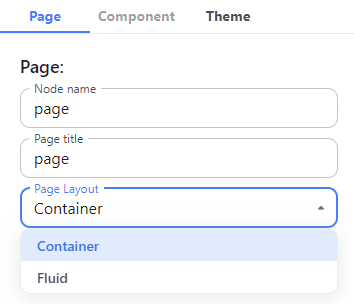 Page Component Theme
Page:
Node name
page
Page title
page
Page Layout
Container
Container
Fluid